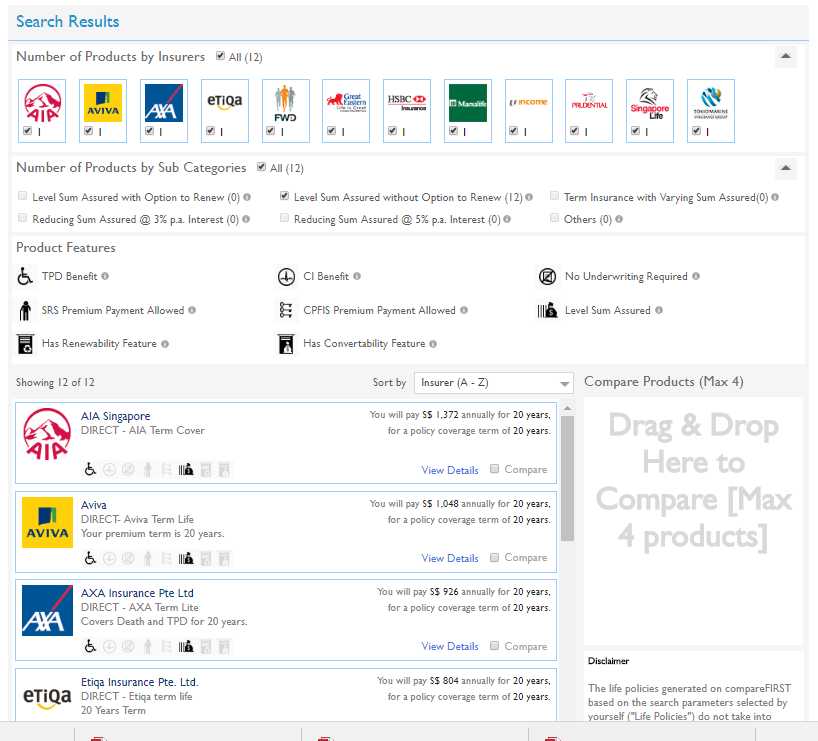 Search Results
Number of Products by Insurers All (12)
AIA
AVIVA
AXA
eTiQa
FWD
Great Eastern
Life is Great
HSBC
Insurance
Manulife
income
PRUDENTIAL
Singapore Life
TOKIOMARINE
INSURANCE GROUP
1 1 1 1 1 1 1 1 1 1 1 1
Number of Products by Sub Categories All (12)
Level Sum Assured with Option to Renew (0) Level Sum Assured without Option to Renew (12) Term Insurance with Varying Sum Assured(0)
Reducing Sum Assured @ 3% p.a. Interest (0) Reducing Sum Assured @ 5% p.a. Interest (0) Others (0)
Product Features
TPD Benefit CI Benefit No Underwriting Required
SRS Premium Payment Allowed CPFIS Premium Payment Allowed Level Sum Assured
Has Renewability Feature Has Convertability Feature
Showing 12 of 12 Sort by Insurer (A - Z)
AIA
AIA Singapore
DIRECT - AIA Term Cover
You will pay S$ 1,372 annually for 20 years,
for a policy coverage term of 20 years.
View Details Compare
AVIVA
Aviva
DIRECT- Aviva Term Life
Your premium term is 20 years.
You will pay S$ 1,048 annually for 20 years,
for a policy coverage term of 20 years.
View Details Compare
AXA
AXA Insurance Pte Ltd
DIRECT - AXA Term Lite
Covers Death and TPD for 20 years.
You will pay S$ 926 annually for 20 years,
for a policy coverage term of 20 years.
View Details Compare
eTiQa
Etiqa Insurance Pte. Ltd.
DIRECT - Etiqa term life
20 Years Term
You will pay S$ 804 annually for 20 years,
for a policy coverage term of 20 years.
Compare Products (Max 4)
Drag & Drop
Here to
Compare [Max
4 products]
Disclaimer
The life policies generated on compareFIRST
based on the search parameters selected by
yourself ("Life Policies") do not take into